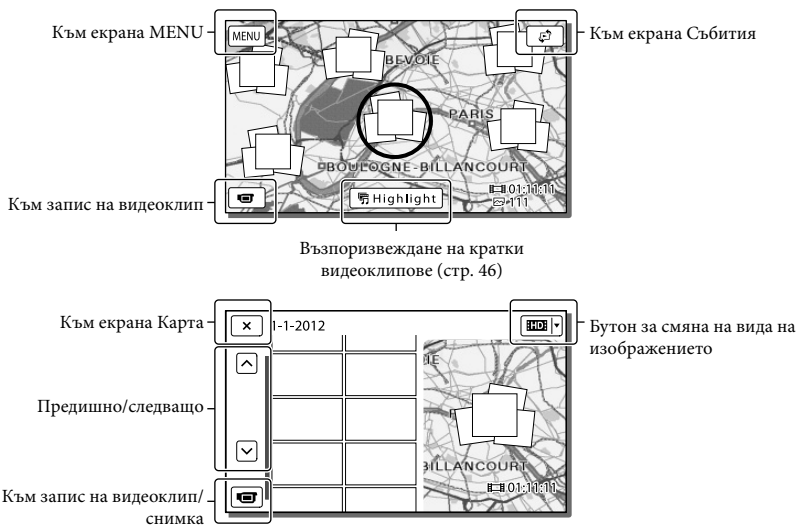 Към екрана MENU
MENU
Към екрана Събития
BEVOIE
PARIS
BOULOGNE-BILLANCOURT
01:11:11
111
Към запис на видеоклип
Highlight
Възпоризвеждане на кратки
видеоклипове (стр. 46)
Към екрана Карта
1-1-2012
HD
Бутон за смяна на вида на
изображението
Предишно/следващо
ILLANCOURT
01:11:11
Към запис на видеоклип/
снимка